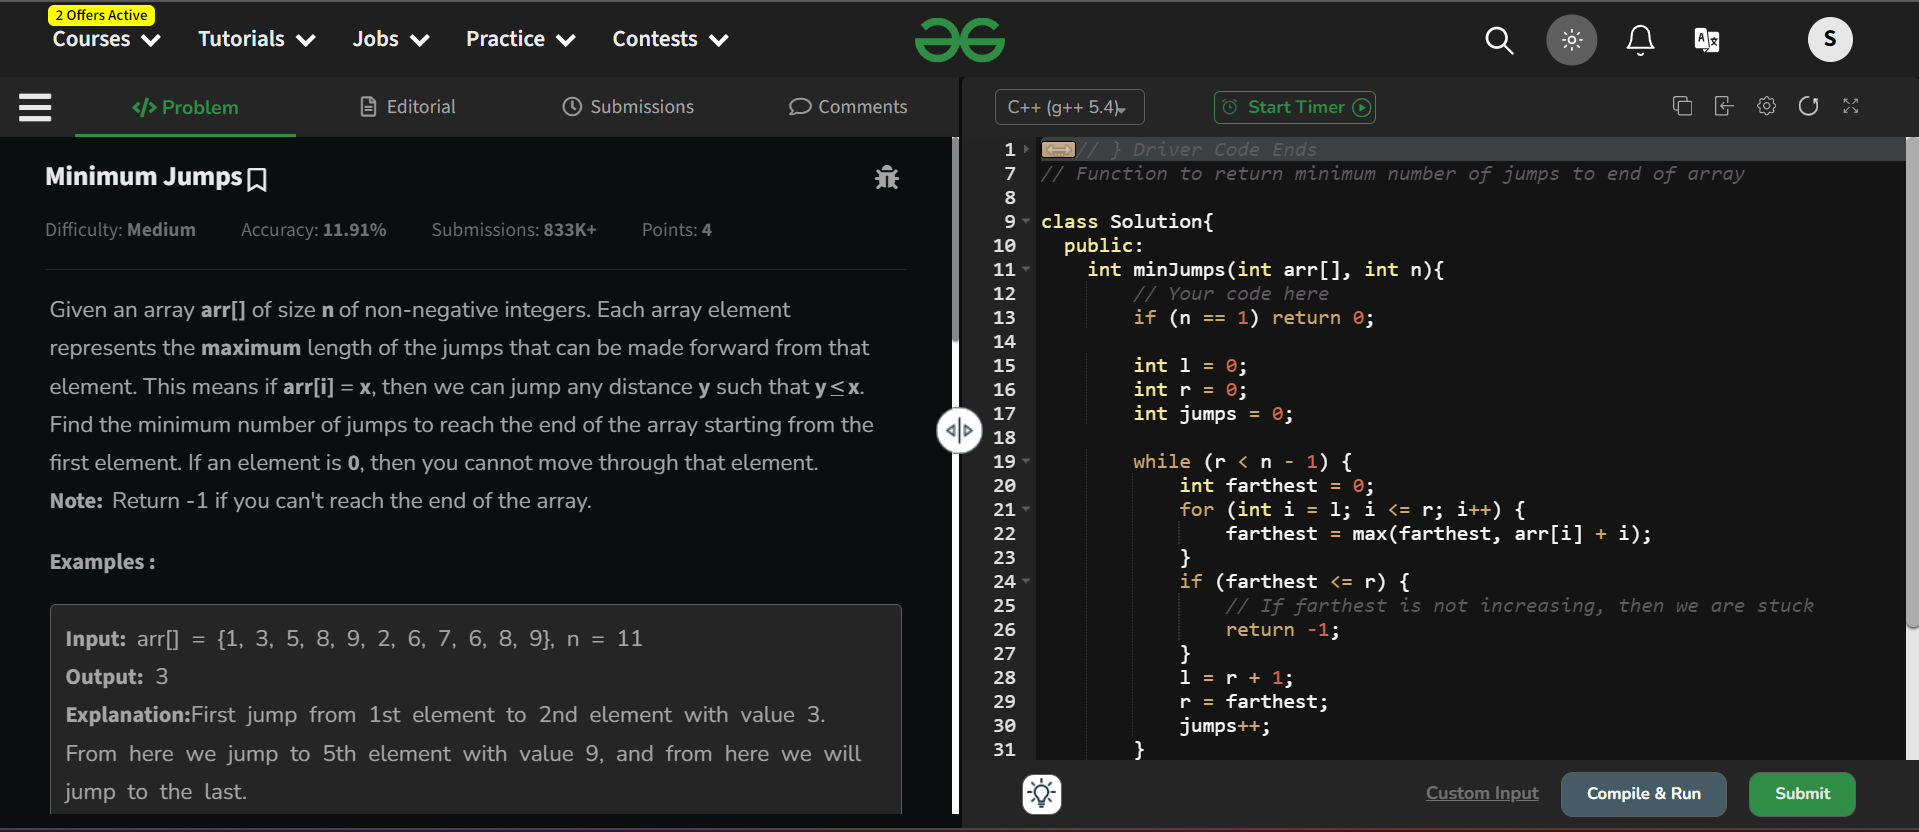 2 Offers Active
Courses Tutorials Jobs Practice Contests S
Problem Editorial Submissions Comments
Minimum Jumps
Difficulty: Medium Accuracy: 11.91% Submissions: 833K+ Points: 4
Given an array arr[] of size n of non-negative integers. Each array element
represents the maximum length of the jumps that can be made forward from that
element. This means if arr[i] = x, then we can jump any distance y such that y ≤ x.
Find the minimum number of jumps to reach the end of the array starting from the
first element. If an element is 0, then you cannot move through that element.
Note: Return -1 if you can't reach the end of the array.
Examples :
Input: arr[] = {1, 3, 5, 8, 9, 2, 6, 7, 6, 8, 9}, n = 11
Output: 3
Explanation:First jump from 1st element to 2nd element with value 3.
From here we jump to 5th element with value 9, and from here we will
jump to the last.
C++ (g++ 5.4) Start Timer
1 // } Driver Code Ends
7 // Function to return minimum number of jumps to end of array
8
9 class Solution{
10 public:
11 int minJumps(int arr[], int n){
12 // Your code here
13 if (n == 1) return 0;
14
15 int l = 0;
16 int r = 0;
17 int jumps = 0;
18
19 while (r < n - 1) {
20 int farthest = 0;
21 for (int i = l; i <= r; i++) {
22 farthest = max(farthest, arr[i] + i);
23 }
24 if (farthest <= r) {
25 // If farthest is not increasing, then we are stuck
26 return -1;
27 }
28 l = r + 1;
29 r = farthest;
30 jumps++;
31 }
Custom Input Compile & Run Submit